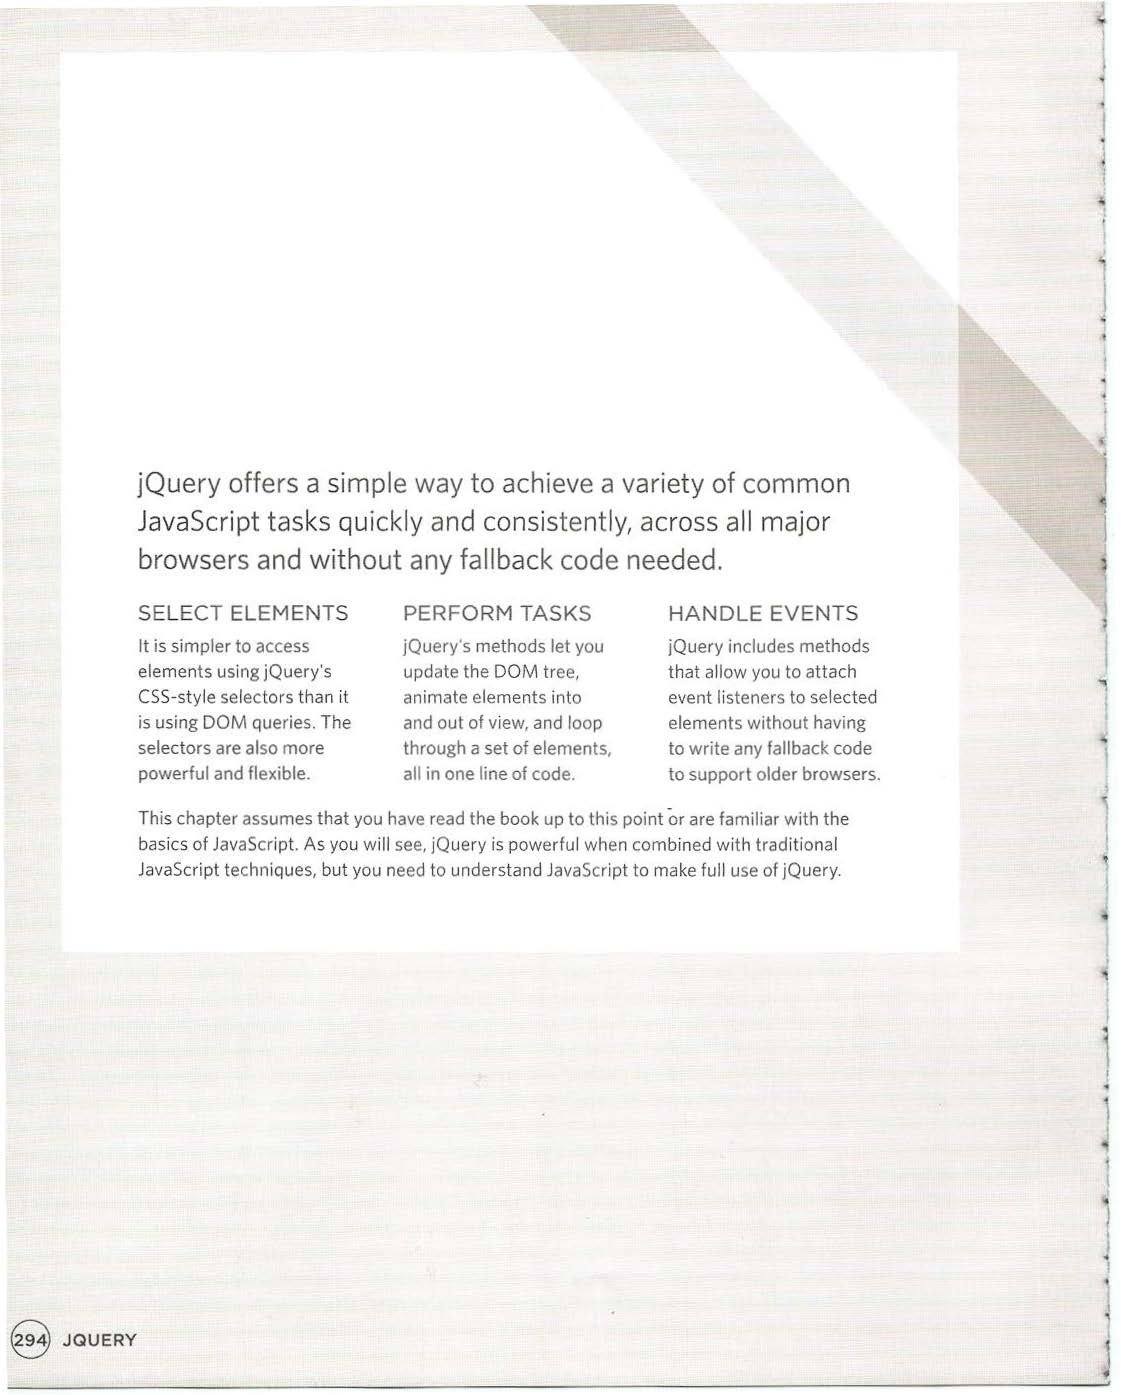 jQuery offers a simple way to achieve a variety of common
JavaScript tasks quickly and consistently, across all major
browsers and without any fallback code needed.
SELECT ELEMENTS
It is simpler to access
elements using jQuery's
CSS-style selectors than it
is using DOM queries. The
selectors are also more
powerful and flexible.
PERFORM TASKS
jQuery's methods let you
update the DOM tree,
animate elements into
and out of view, and loop
through a set of elements,
all in one line of code.
HANDLE EVENTS
jQuery includes methods
that allow you to attach
event listeners to selected
elements without having
to write any fallback code
to support older browsers.
This chapter assumes that you have read the book up to this point or are familiar with the
basics of JavaScript. As you will see, jQuery is powerful when combined with traditional
JavaScript techniques, but you need to understand JavaScript to make full use of jQuery.
294 JQUERY